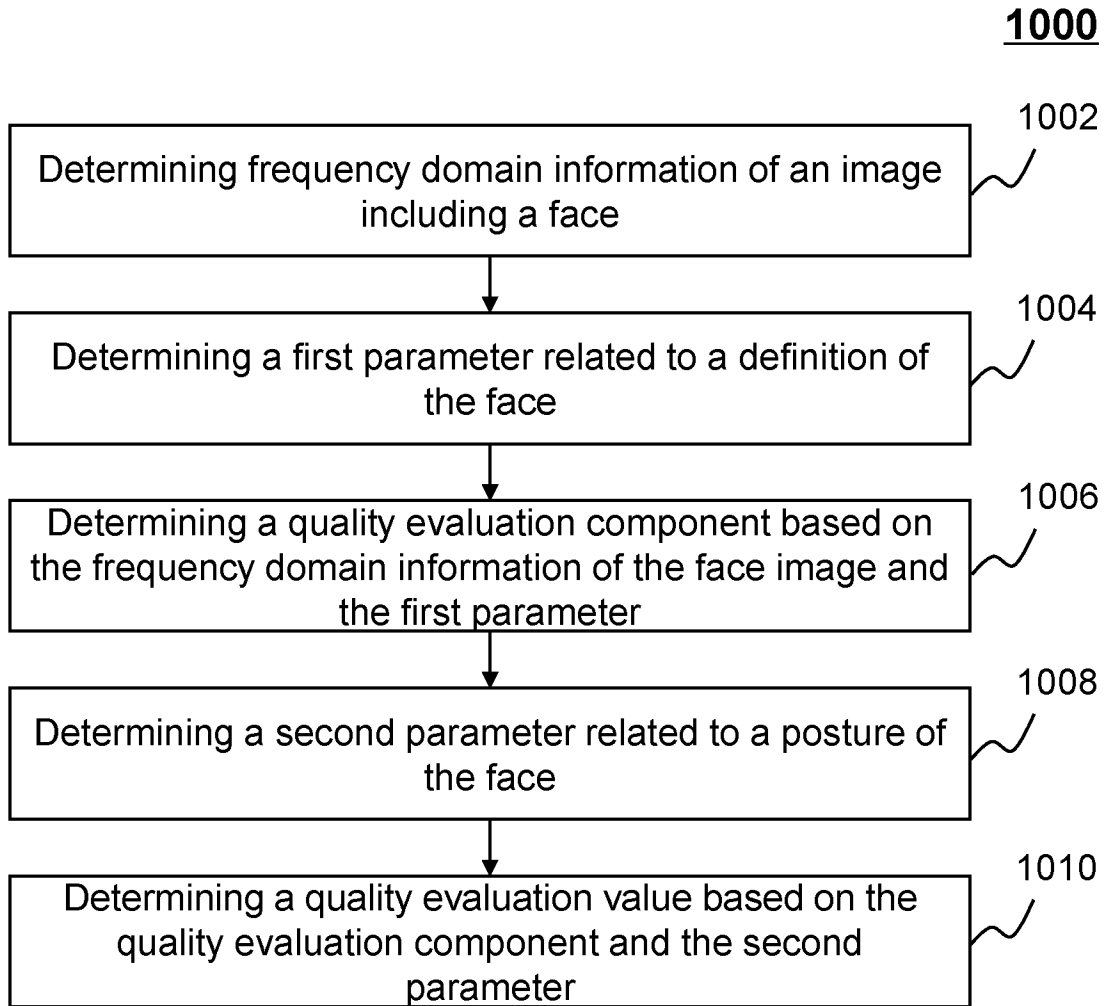 1000
1002
Determining frequency domain information of an image
including a face
1004
Determining a first parameter related to a definition of
the face
1006
Determining a quality evaluation component based on
the frequency domain information of the face image and
the first parameter
1008
Determining a second parameter related to a posture of
the face
1010
Determining a quality evaluation value based on the
quality evaluation component and the second
parameter